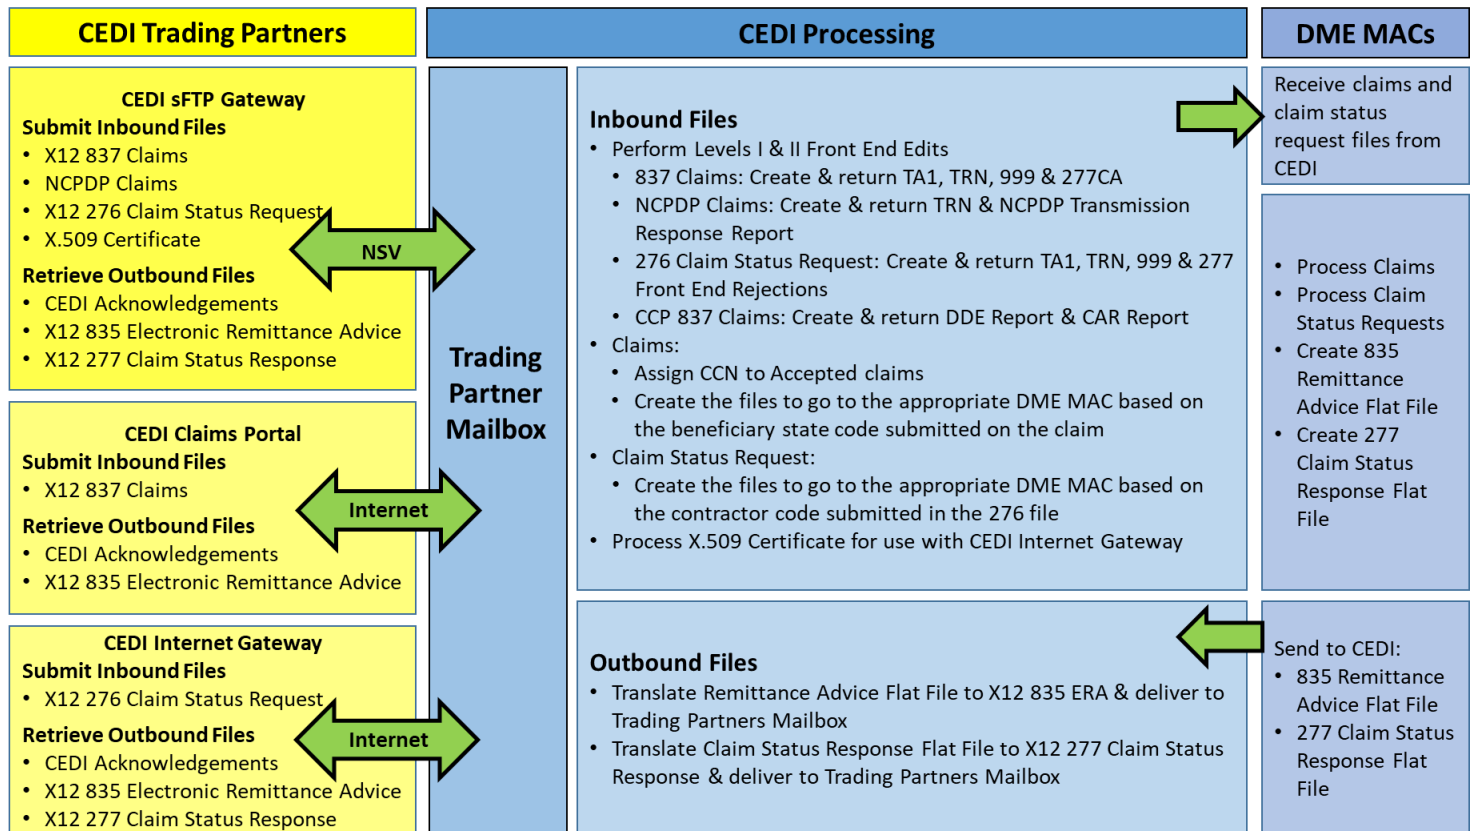 CEDI Trading Partners
CEDI Processing
DME MACs
CEDI sFTP Gateway
Submit Inbound Files
• X12 837 Claims
• NCPDP Claims
• X12 276 Claim Status Request
• X.509 Certificate
Retrieve Outbound Files
• CEDI Acknowledgements
• X12 835 Electronic Remittance Advice
• X12 277 Claim Status Response
NSV
CEDI Claims Portal
Submit Inbound Files
• X12 837 Claims
Retrieve Outbound Files
• CEDI Acknowledgements
• X12 835 Electronic Remittance Advice
Internet
CEDI Internet Gateway
Submit Inbound Files
• X12 276 Claim Status Request
Retrieve Outbound Files
• CEDI Acknowledgements
• X12 835 Electronic Remittance Advice
• X12 277 Claim Status Response
Internet
Trading
Partner
Mailbox
Inbound Files
• Perform Levels I & II Front End Edits
• 837 Claims: Create & return TA1, TRN, 999 & 277CA
• NCPDP Claims: Create & return TRN & NCPDP Transmission
Response Report
• 276 Claim Status Request: Create & return TA1, TRN, 999 & 277
Front End Rejections
• CCP 837 Claims: Create & return DDE Report & CAR Report
• Claims:
• Assign CCN to Accepted claims
• Create the files to go to the appropriate DME MAC based on
the beneficiary state code submitted on the claim
• Claim Status Request:
• Create the files to go to the appropriate DME MAC based on
the contractor code submitted in the 276 file
• Process X.509 Certificate for use with CEDI Internet Gateway
Outbound Files
• Translate Remittance Advice Flat File to X12 835 ERA & deliver to
Trading Partners Mailbox
• Translate Claim Status Response Flat File to X12 277 Claim Status
Response & deliver to Trading Partners Mailbox
Receive claims and
claim status
request files from
CEDI
• Process Claims
• Process Claim
Status Requests
• Create 835
Remittance
Advice Flat File
• Create 277
Claim Status
Response Flat
File
Send to CEDI:
• 835 Remittance
Advice Flat File
• 277 Claim Status
Response Flat
File